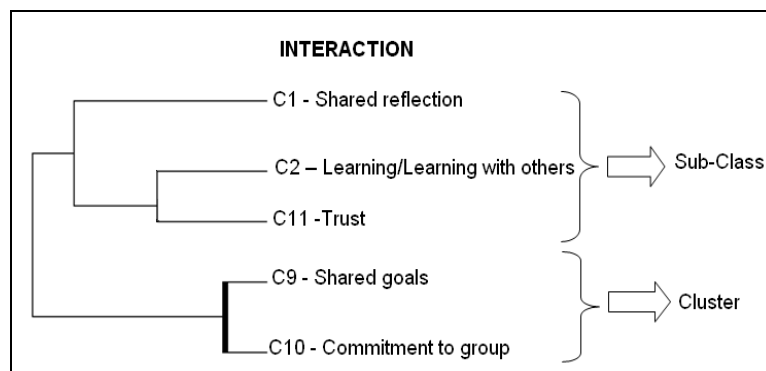 INTERACTION
C1 - Shared reflection
C2 – Learning/Learning with others
Sub-Class
C11 -Trust
C9 - Shared goals
Cluster
C10 - Commitment to group